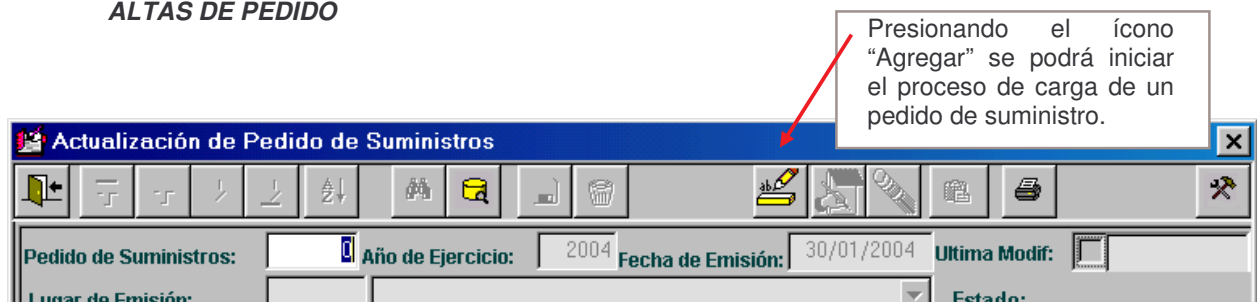 ALTAS DE PEDIDO
Presionando el ícono
“Agregar” se podrá iniciar
el proceso de carga de un
pedido de suministro.
Actualización de Pedido de Suministros
Pedido de Suministros: 0 Año de Ejercicio: 2004 Fecha de Emisión: 30/01/2004 Ultima Modif:
Lugar de Emisión: Estado: